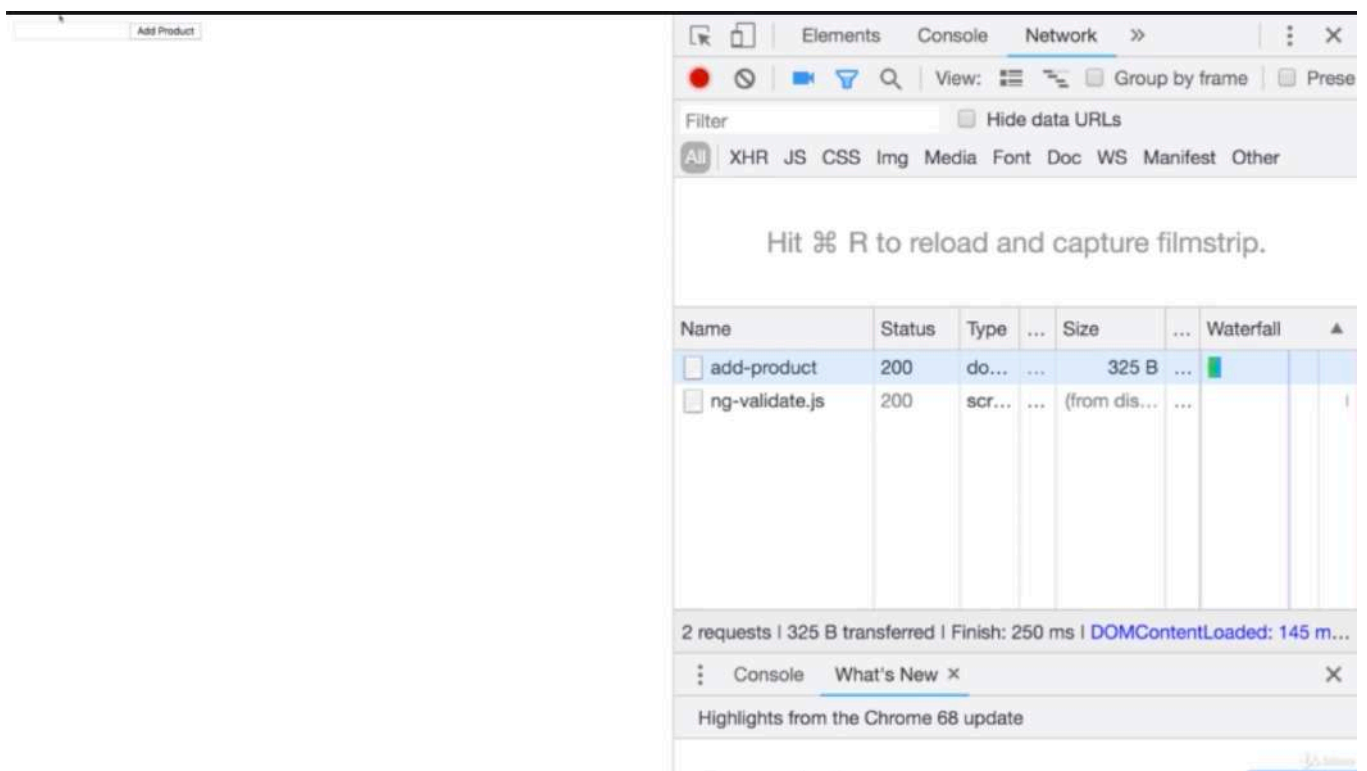 Add Product
Elements Console Network »
View: Group by frame Prese
Filter Hide data URLs
All XHR JS CSS Img Media Font Doc WS Manifest Other
Hit ⌘ R to reload and capture filmstrip.
Name Status Type ... Size ... Waterfall ▲
add-product 200 do... ... 325 B ...
ng-validate.js 200 scr... ... (from dis... ...
2 requests | 325 B transferred | Finish: 250 ms | DOMContentLoaded: 145 m...
Console What's New ×
Highlights from the Chrome 68 update